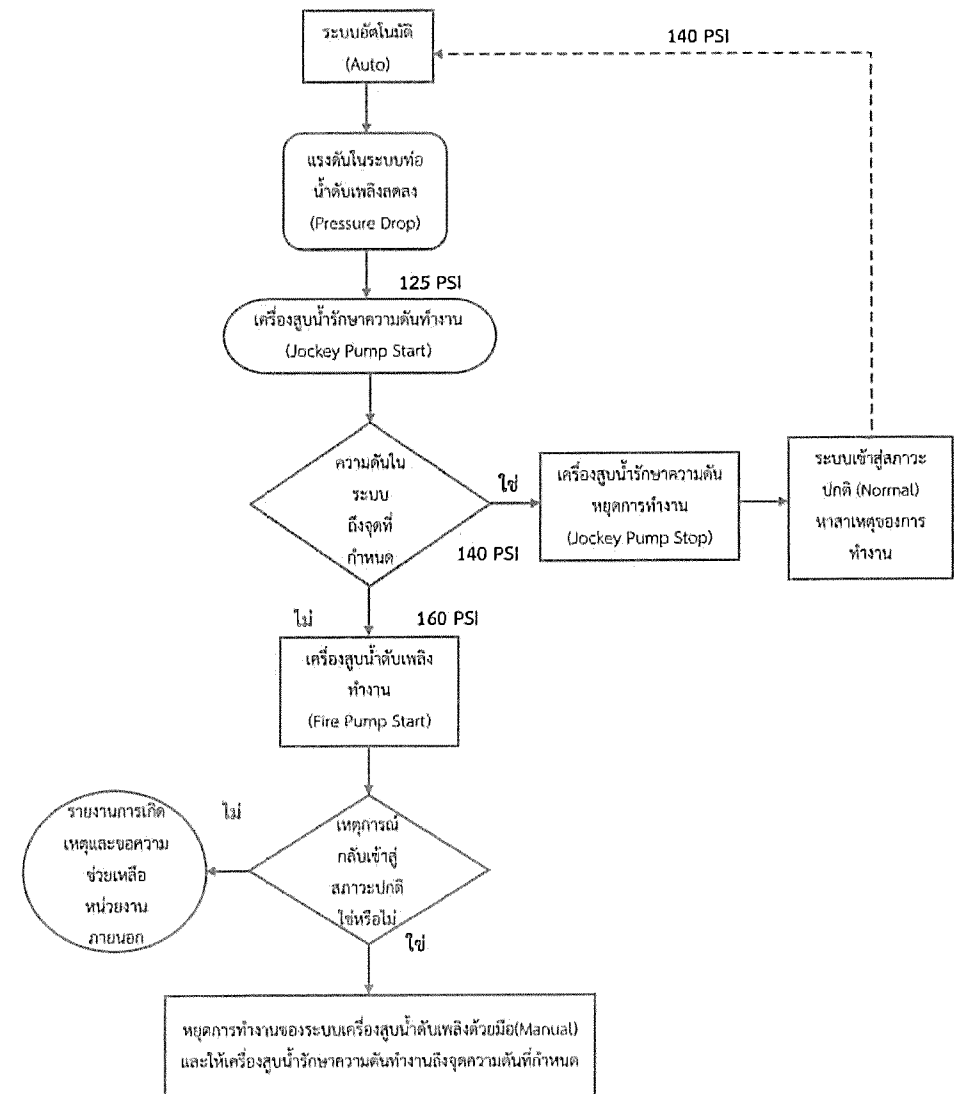 ระบบอัตโนมัติ
(Auto)
140 PSI
แรงดันในระบบท่อ
น้ำดับเพลิงลดลง
(Pressure Drop)
125 PSI
เครื่องสูบน้ำรักษาความดันทำงาน
(Jockey Pump Start)
ความดันใน
ระบบ
ถึงจุดที่
กำหนด
ใช่
140 PSI
เครื่องสูบน้ำรักษาความดัน
หยุดการทำงาน
(Jockey Pump Stop)
ระบบเข้าสู่สภาวะ
ปกติ (Normal)
หาสาเหตุของการ
ทำงาน
ไม่
160 PSI
เครื่องสูบน้ำดับเพลิง
ทำงาน
(Fire Pump Start)
เหตุการณ์
กลับเข้าสู่
สภาวะปกติ
ใช่หรือไม่
ไม่
รายงานการเกิด
เหตุและขอความ
ช่วยเหลือ
หน่วยงาน
ภายนอก
ใช่
หยุดการทำงานของระบบเครื่องสูบน้ำดับเพลิงด้วยมือ(Manual)
และให้เครื่องสูบน้ำรักษาความดันทำงานถึงจุดความดันที่กำหนด